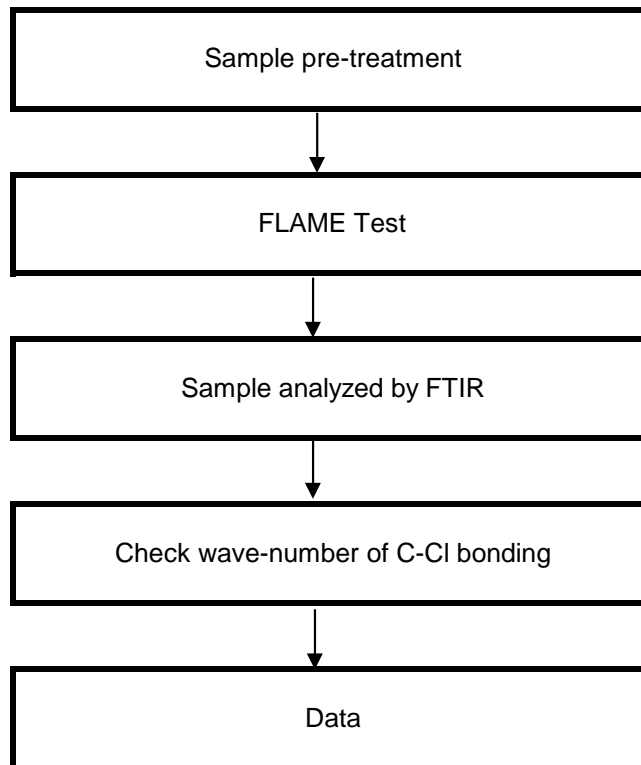 Sample pre-treatment
FLAME Test
Sample analyzed by FTIR
Check wave-number of C-Cl bonding
Data